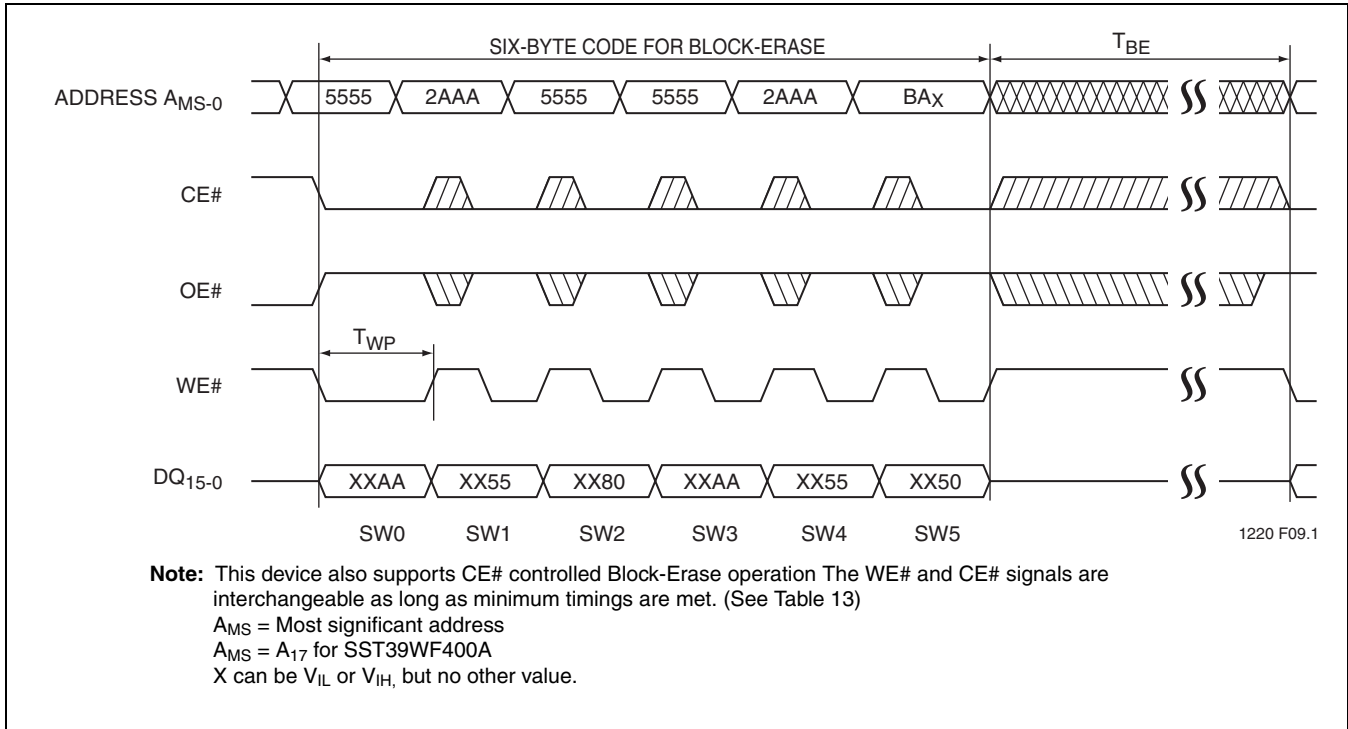 SIX-BYTE CODE FOR BLOCK-ERASE TBE
ADDRESS AMS-0 5555 2AAA 5555 5555 2AAA BAX
CE#
OE#
TWP
WE#
DQ15-0 XXAA XX55 XX80 XXAA XX55 XX50
SW0 SW1 SW2 SW3 SW4 SW5 1220 F09.1
Note: This device also supports CE# controlled Block-Erase operation The WE# and CE# signals are
interchangeable as long as minimum timings are met. (See Table 13)
AMS = Most significant address
AMS = A17 for SST39WF400A
X can be VIL or VIH, but no other value.